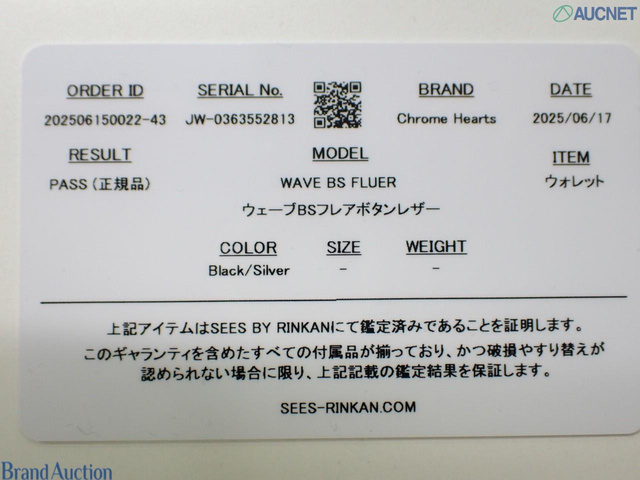 AUCNET
ORDER ID SERIAL No. BRAND DATE
202506150022-43 JW-0363552813 Chrome Hearts 2025/06/17
RESULT MODEL ITEM
PASS (正規品) WAVE BS FLUER ウォレット
ウェーブBSフレアボタンレザー
COLOR SIZE WEIGHT
Black/Silver - -
上記アイテムはSEES BY RINKANにて鑑定済みであることを証明します。
このギャランティを含めたすべての付属品が揃っており、かつ破損やすり替えが
認められない場合に限り、上記記載の鑑定結果を保証します。
SEES-RINKAN.COM
Brand Auction